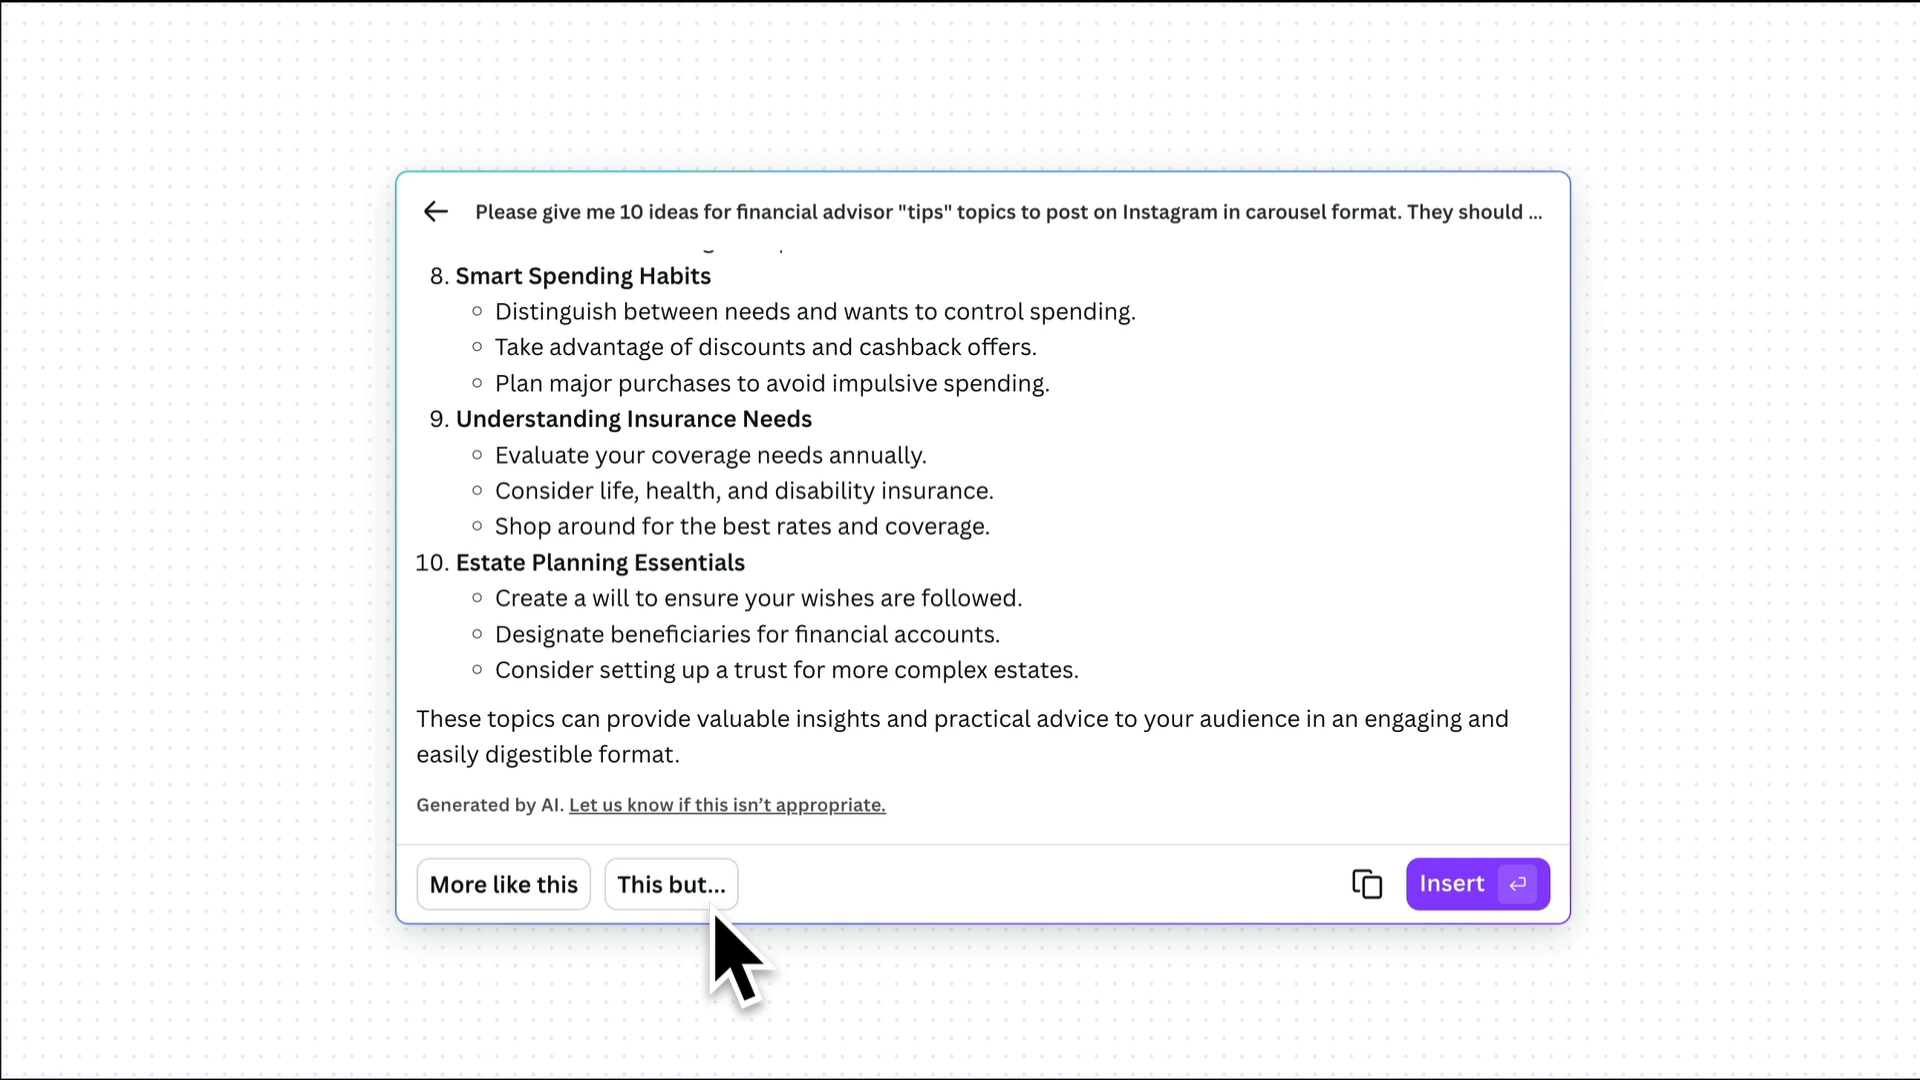 Please give me 10 ideas for financial advisor "tips" topics to post on Instagram in carousel format. They should ...
8. Smart Spending Habits
○ Distinguish between needs and wants to control spending.
○ Take advantage of discounts and cashback offers.
○ Plan major purchases to avoid impulsive spending.
9. Understanding Insurance Needs
○ Evaluate your coverage needs annually.
○ Consider life, health, and disability insurance.
○ Shop around for the best rates and coverage.
10. Estate Planning Essentials
○ Create a will to ensure your wishes are followed.
○ Designate beneficiaries for financial accounts.
○ Consider setting up a trust for more complex estates.
These topics can provide valuable insights and practical advice to your audience in an engaging and
easily digestible format.
Generated by AI. Let us know if this isn’t appropriate.
More like this
This but...
Insert